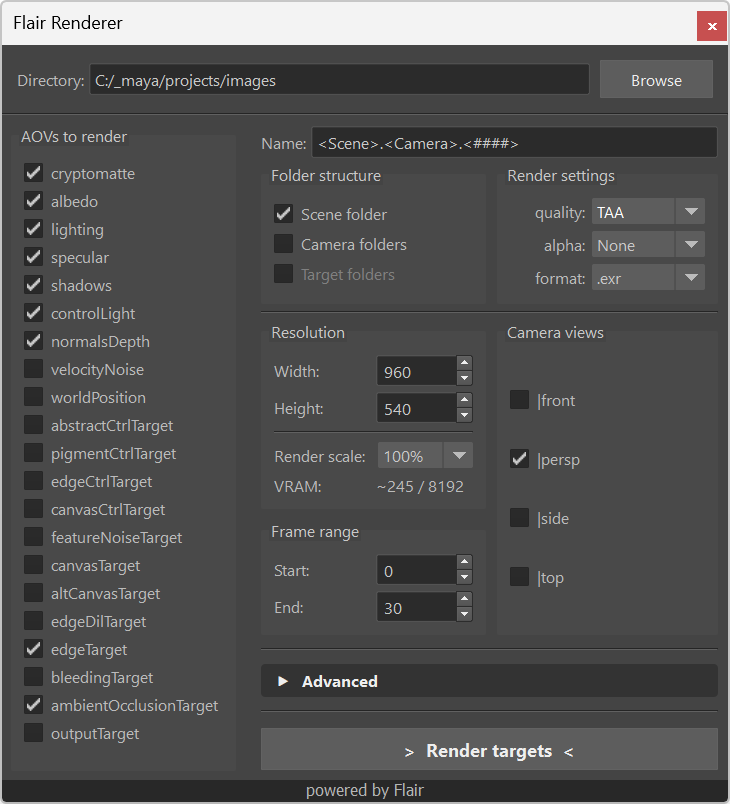 Flair Renderer
Directory: C:/_maya/projects/images Browse
AOVs to render
cryptomatte
albedo
lighting
specular
shadows
controlLight
normalsDepth
velocityNoise
worldPosition
abstractCtrlTarget
pigmentCtrlTarget
edgeCtrlTarget
canvasCtrlTarget
featureNoiseTarget
canvasTarget
altCanvasTarget
edgeDilTarget
edgeTarget
bleedingTarget
ambientOcclusionTarget
outputTarget
Name: <Scene>.<Camera>.<####>
Folder structure
Scene folder
Camera folders
Target folders
Render settings
quality: TAA
alpha: None
format: .exr
Resolution
Width: 960
Height: 540
Render scale: 100%
VRAM: ~245 / 8192
Frame range
Start: 0
End: 30
Camera views
|front
|persp
|side
|top
Advanced
> Render targets <
powered by Flair